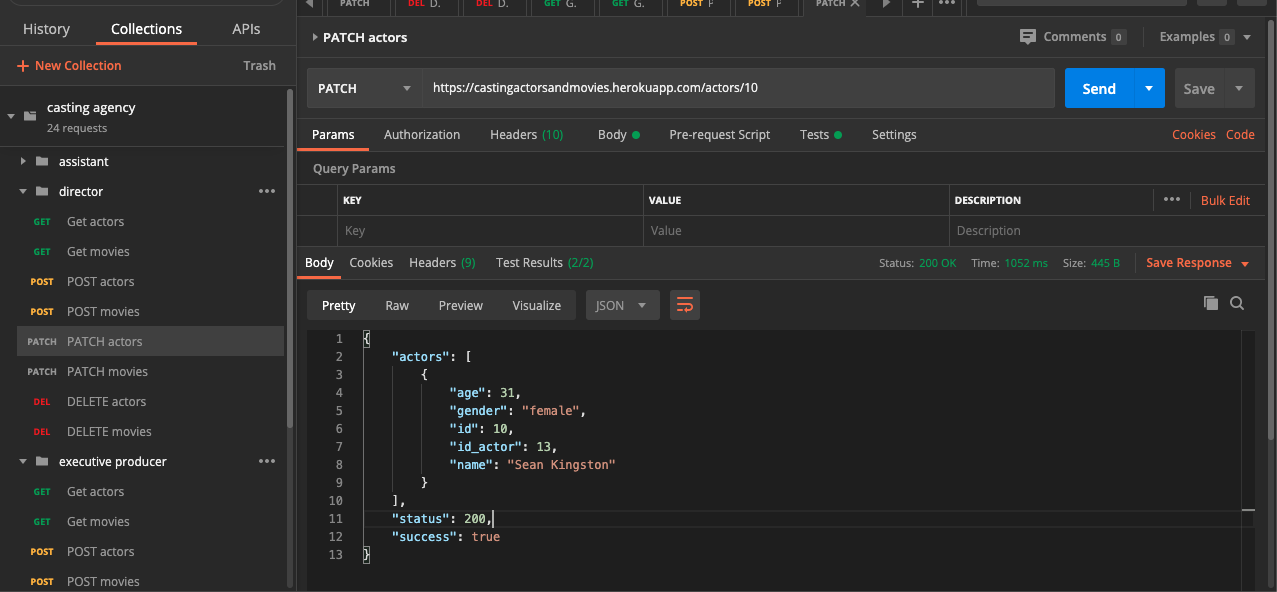 PATCH DEL D. DEL D. GET G. GET G. POST POST PATCH
History Collections APIs
New Collection Trash
casting agency
24 requests
assistant
director
GET Get actors
GET Get movies
POST POST actors
POST POST movies
PATCH PATCH actors
PATCH PATCH movies
DEL DELETE actors
DEL DELETE movies
executive producer
GET Get actors
GET Get movies
POST POST actors
POST POST movies
PATCH actors
Comments 0 Examples 0
PATCH https://castingactorsandmovies.herokuapp.com/actors/10 Send Save
Params Authorization Headers (10) Body Pre-request Script Tests Settings Cookies Code
Query Params
KEY VALUE DESCRIPTION Bulk Edit
Key Value Description
Body Cookies Headers (9) Test Results (2/2) Status: 200 OK Time: 1052 ms Size: 445 B Save Response
Pretty Raw Preview Visualize JSON
1 {
2 "actors": [
3 {
4 "age": 31,
5 "gender": "female",
6 "id": 10,
7 "id_actor": 13,
8 "name": "Sean Kingston"
9 }
10 ],
11 "status": 200,
12 "success": true
13 }